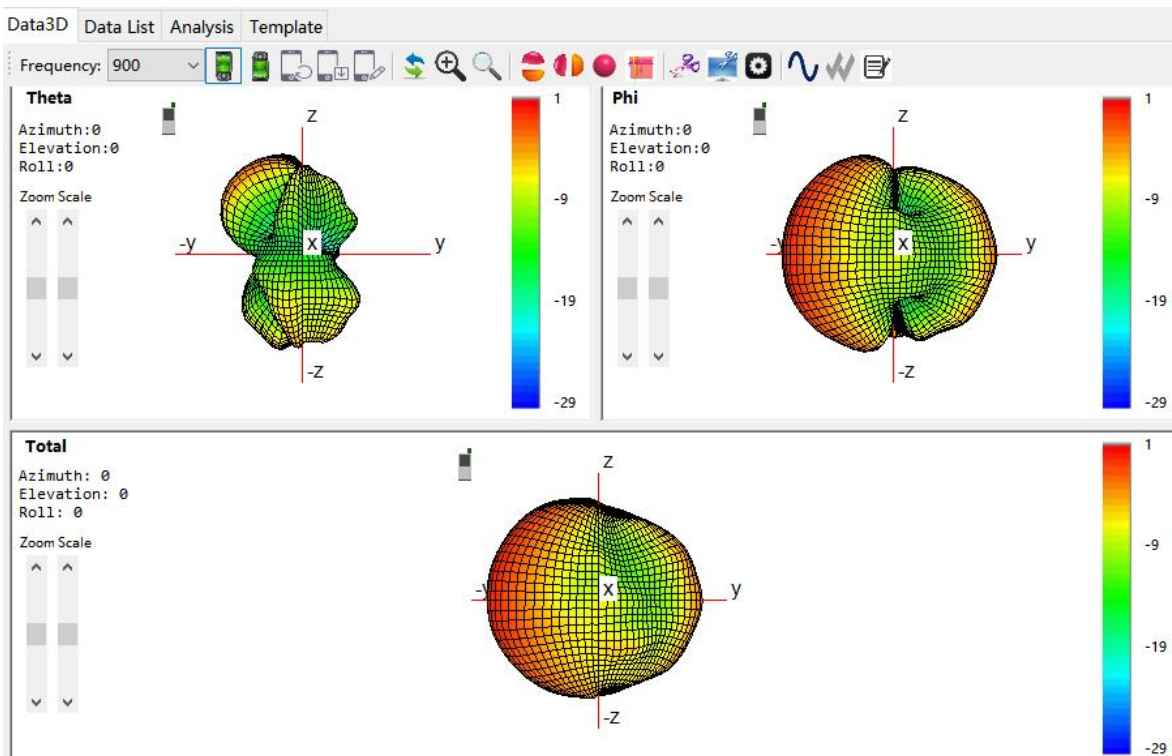 Data3D Data List Analysis Template
Frequency: 900
Theta
Azimuth:0
Elevation:0
Roll:0
Zoom Scale
z
-y
x
y
-z
1
-9
-19
-29
Phi
Azimuth:0
Elevation:0
Roll:0
Zoom Scale
z
-y
x
y
-z
1
-9
-19
-29
Total
Azimuth: 0
Elevation: 0
Roll: 0
Zoom Scale
z
-y
x
y
-z
1
-9
-19
-29